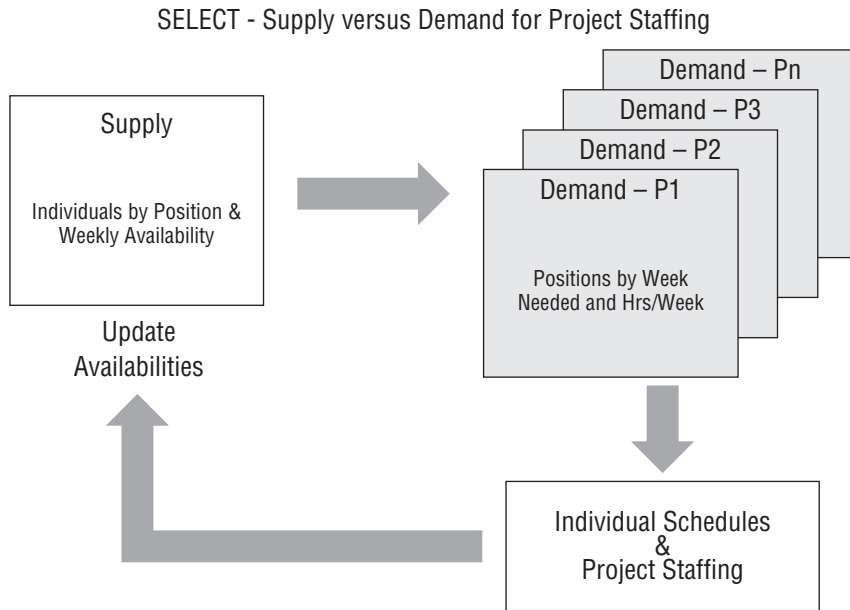 SELECT - Supply versus Demand for Project Staffing
Supply
Individuals by Position &
Weekly Availability
Update
Availabilities
Demand – Pn
Demand – P3
Demand – P2
Demand – P1
Positions by Week
Needed and Hrs/Week
Individual Schedules
&
Project Staffing